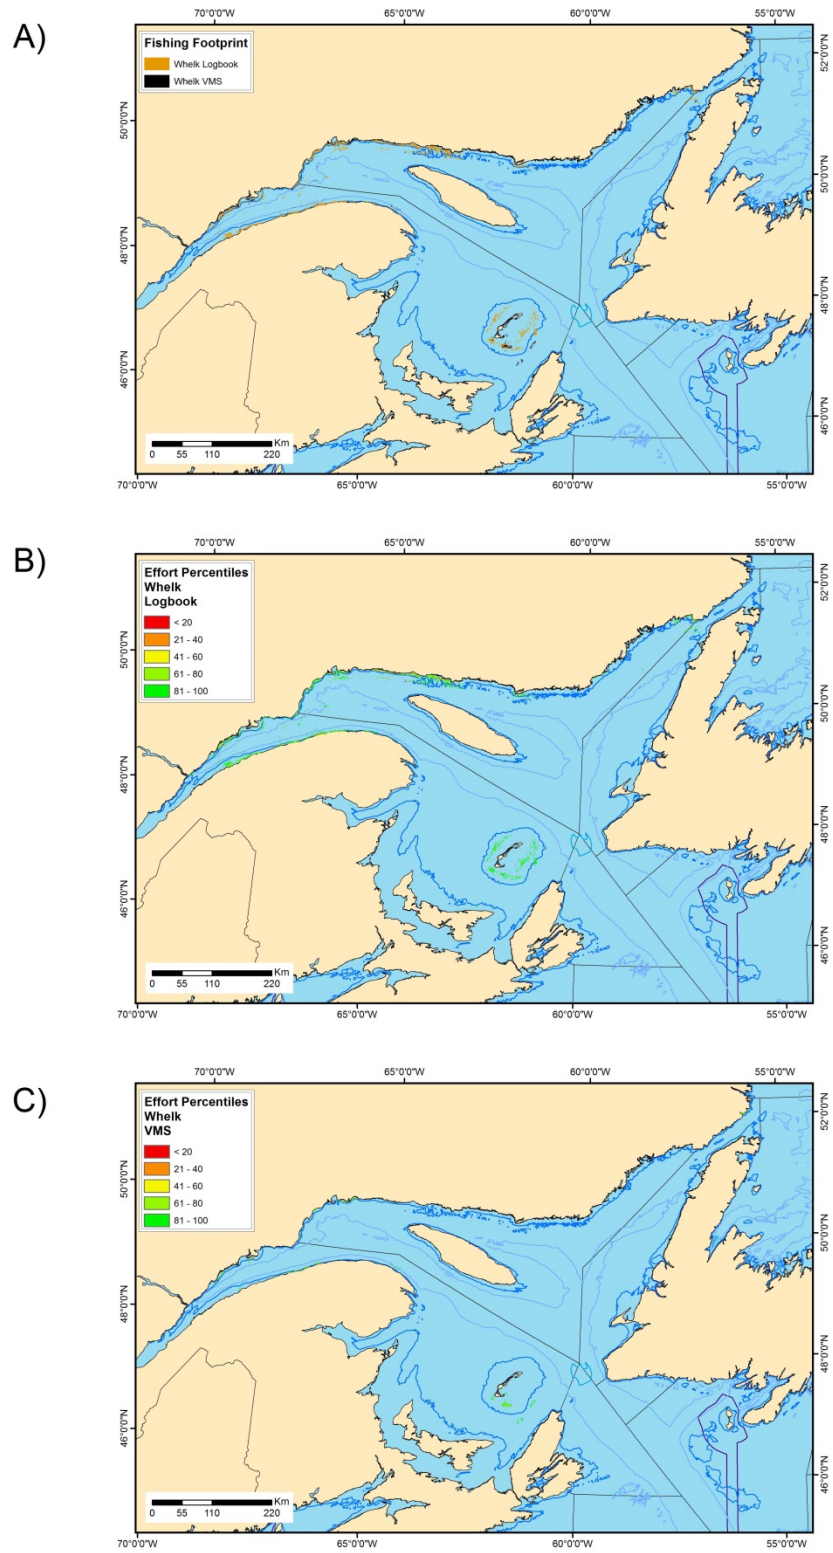 A)
70°0'0"W 65°0'0"W 60°0'0"W 55°0'0"W
Fishing Footprint
Whelk Logbook
Whelk VMS
52°0'0"N
50°0'0"N
50°0'0"N
48°0'0"N
48°0'0"N
46°0'0"N
46°0'0"N
Km
0 55 110 220
70°0'0"W 65°0'0"W 60°0'0"W 55°0'0"W
B)
70°0'0"W 65°0'0"W 60°0'0"W 55°0'0"W
Effort Percentiles
Whelk
Logbook
< 20
21 - 40
41 - 60
61 - 80
81 - 100
52°0'0"N
50°0'0"N
50°0'0"N
48°0'0"N
48°0'0"N
46°0'0"N
46°0'0"N
Km
0 55 110 220
70°0'0"W 65°0'0"W 60°0'0"W 55°0'0"W
C)
70°0'0"W 65°0'0"W 60°0'0"W 55°0'0"W
Effort Percentiles
Whelk
VMS
< 20
21 - 40
41 - 60
61 - 80
81 - 100
52°0'0"N
50°0'0"N
50°0'0"N
48°0'0"N
48°0'0"N
46°0'0"N
46°0'0"N
Km
0 55 110 220
70°0'0"W 65°0'0"W 60°0'0"W 55°0'0"W